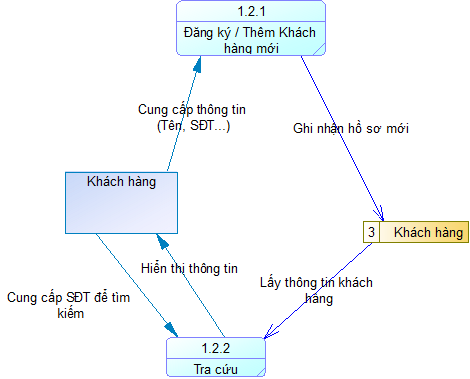 1.2.1
Đăng ký / Thêm Khách
hàng mới
Cung cấp thông tin
(Tên, SĐT...)
Ghi nhận hồ sơ mới
Khách hàng
3 Khách hàng
Hiển thị thông tin
Lấy thông tin khách
hàng
Cung cấp SĐT để tìm
kiếm
1.2.2
Tra cứu